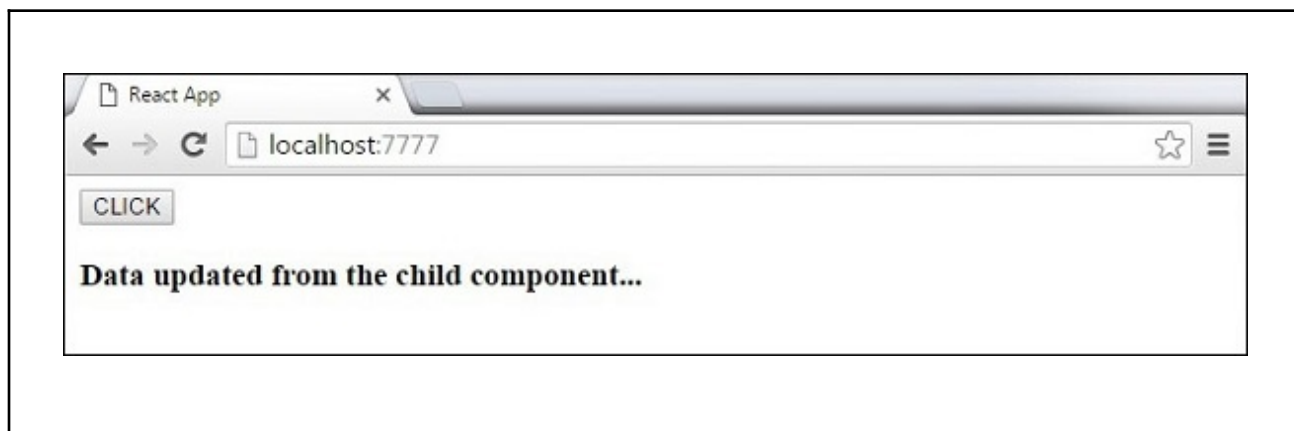 React App
localhost:7777
CLICK
Data updated from the child component...